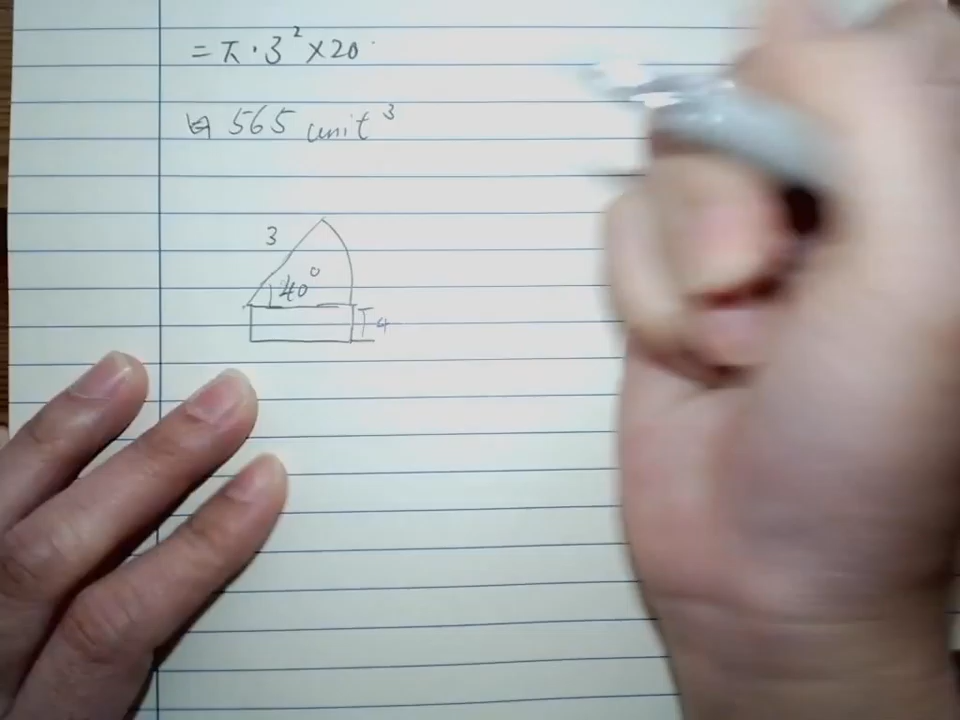 = π · 3² × 20
565 unit³
3
40°
4